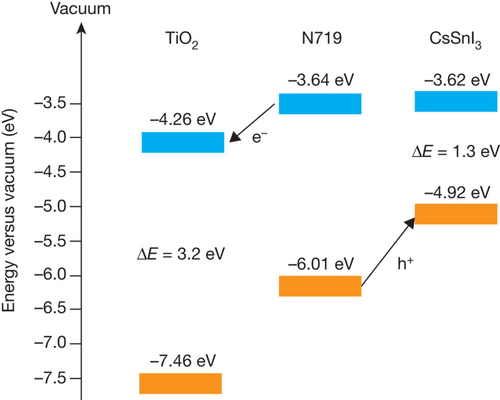 Vacuum
TiO₂ N719 CsSnI₃
Energy versus vacuum (eV)
−3.5
−4.0
−4.5
−5.0
−5.5
−6.0
−6.5
−7.0
−7.5
−4.26 eV
−3.64 eV
−3.62 eV
e⁻
ΔE = 1.3 eV
−4.92 eV
ΔE = 3.2 eV
−6.01 eV
h⁺
−7.46 eV